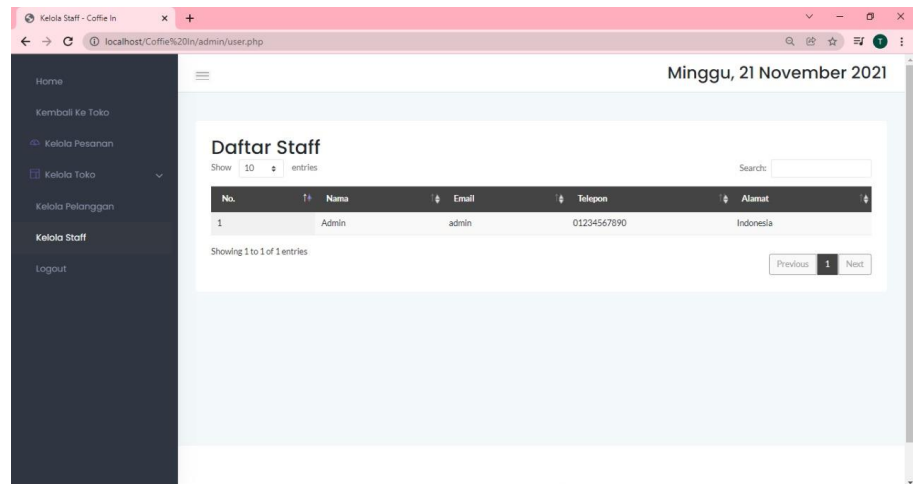 Kelola Staff - Coffie In
localhost/Coffie%20In/admin/user.php
T
Home
Kembali Ke Toko
Kelola Pesanan
Kelola Toko
Kelola Pelanggan
Kelola Staff
Logout
Minggu, 21 November 2021
Daftar Staff
Show 10 entries
Search:
No. Nama Email Telepon Alamat
1 Admin admin 01234567890 Indonesia
Showing 1 to 1 of 1 entries
Previous 1 Next